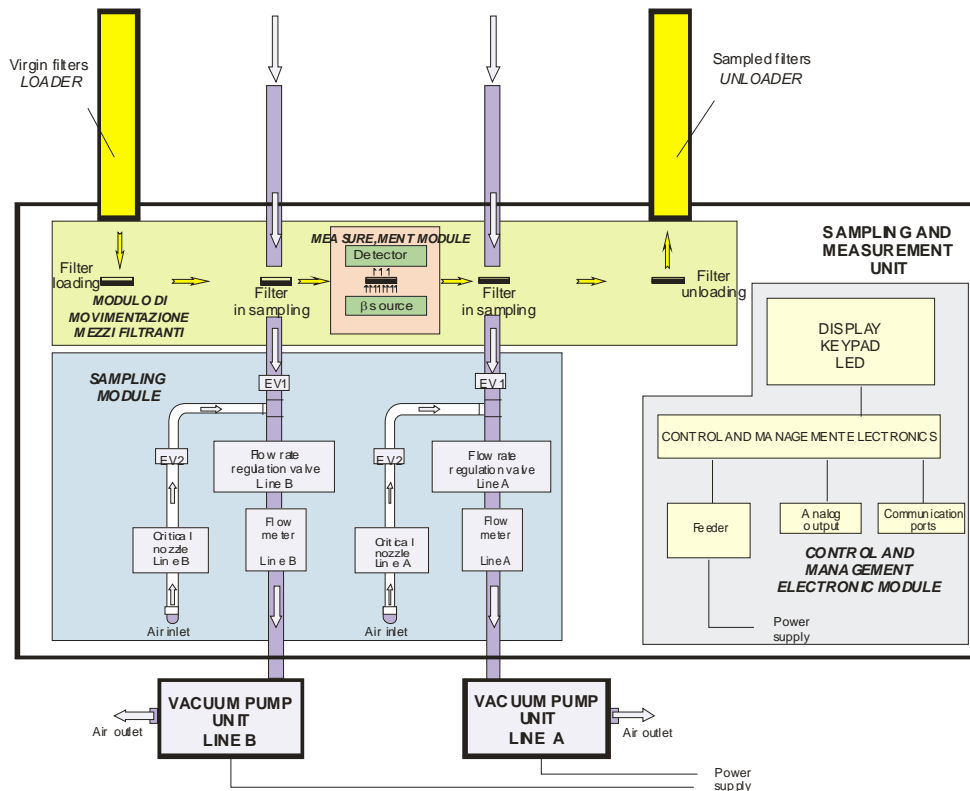 Virgin filters
LOADER
Sampled filters
UNLOADER
SAMPLING AND
MEASUREMENT
UNIT
MEASURE,MENT MODULE
Detector
β source
Filter
loading
MODULO DI
MOVIMENTAZIONE
MEZZI FILTRANTI
Filter
in sampling
Filter
in sampling
Filter
unloading
SAMPLING
MODULE
EV1
EV2
Flow rate
regulation valve
Line B
Critical
nozzle
Line B
Flow
meter
Line B
Air inlet
EV1
EV2
Flow rate
regulation valve
Line A
Critical
nozzle
Line A
Flow
meter
Line A
Air inlet
DISPLAY
KEYPAD
LED
CONTROL AND MANAGEMENT ELECTRONICS
Feeder
Analog
output
Communication
ports
CONTROL AND
MANAGEMENT
ELECTRONIC MODULE
Power
supply
VACUUM PUMP
UNIT
LINE B
Air outlet
VACUUM PUMP
UNIT
LINE A
Air outlet
Power
supply